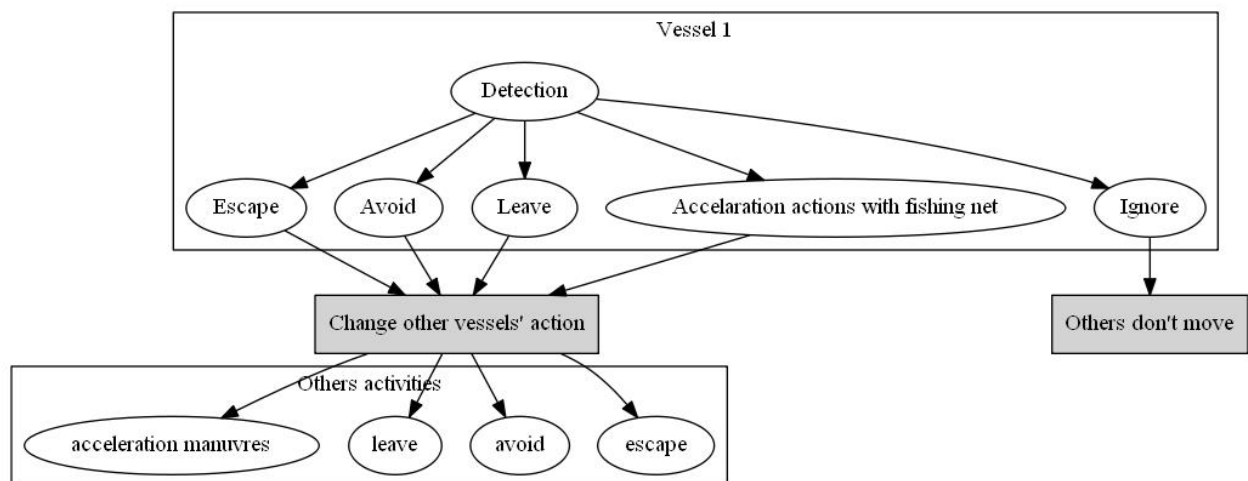 Vessel 1
Detection
Escape
Avoid
Leave
Accelaration actions with fishing net
Ignore
Change other vessels' action
Others don't move
Others activities
acceleration manuvres
leave
avoid
escape